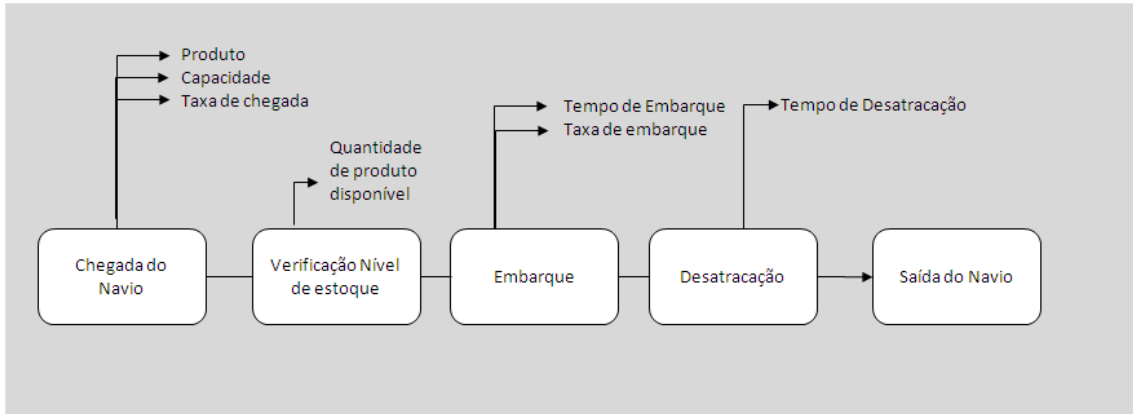 Produto
Capacidade
Taxa de chegada
Tempo de Embarque
Taxa de embarque
Tempo de Desatracação
Quantidade
de produto
disponível
Chegada do
Navio
Verificação Nível
de estoque
Embarque
Desatracação
Saída do Navio